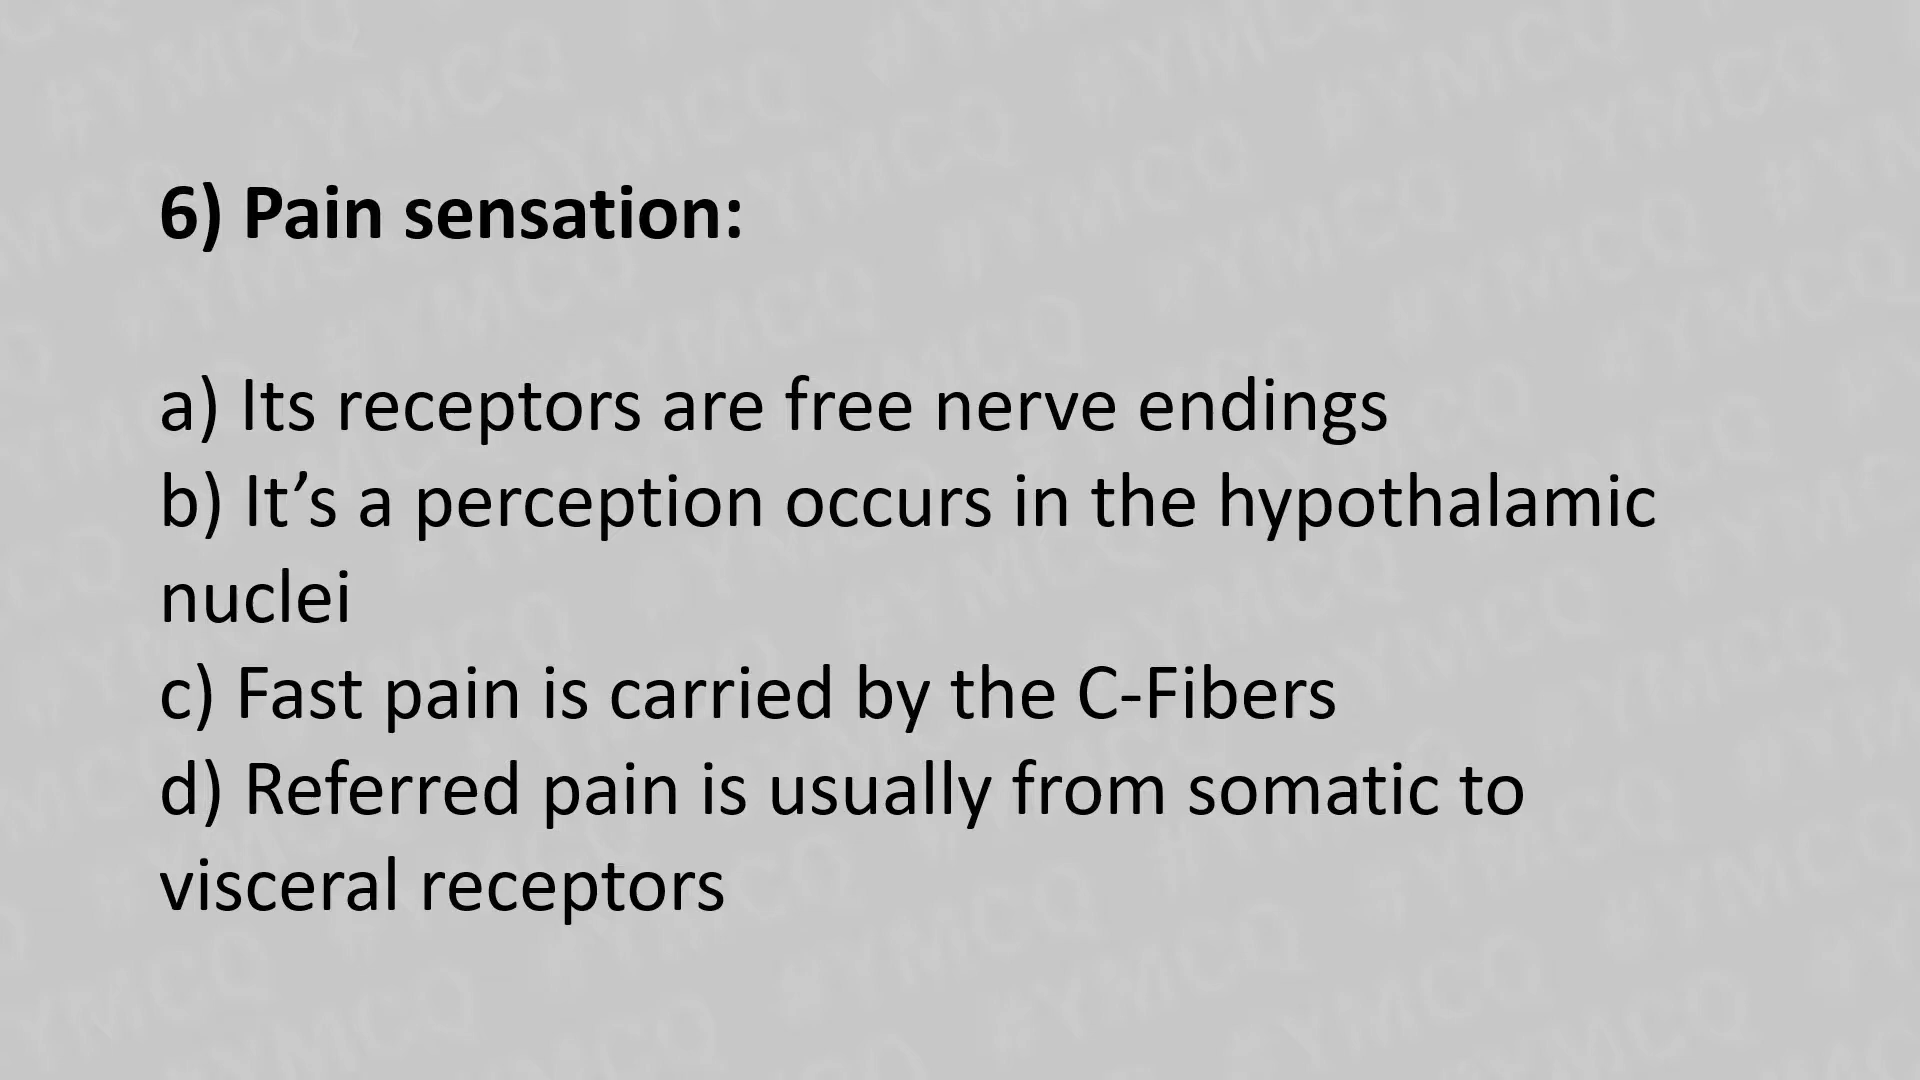 6) Pain sensation:
a) Its receptors are free nerve endings
b) It’s a perception occurs in the hypothalamic
nuclei
c) Fast pain is carried by the C-Fibers
d) Referred pain is usually from somatic to
visceral receptors
#YMCQ